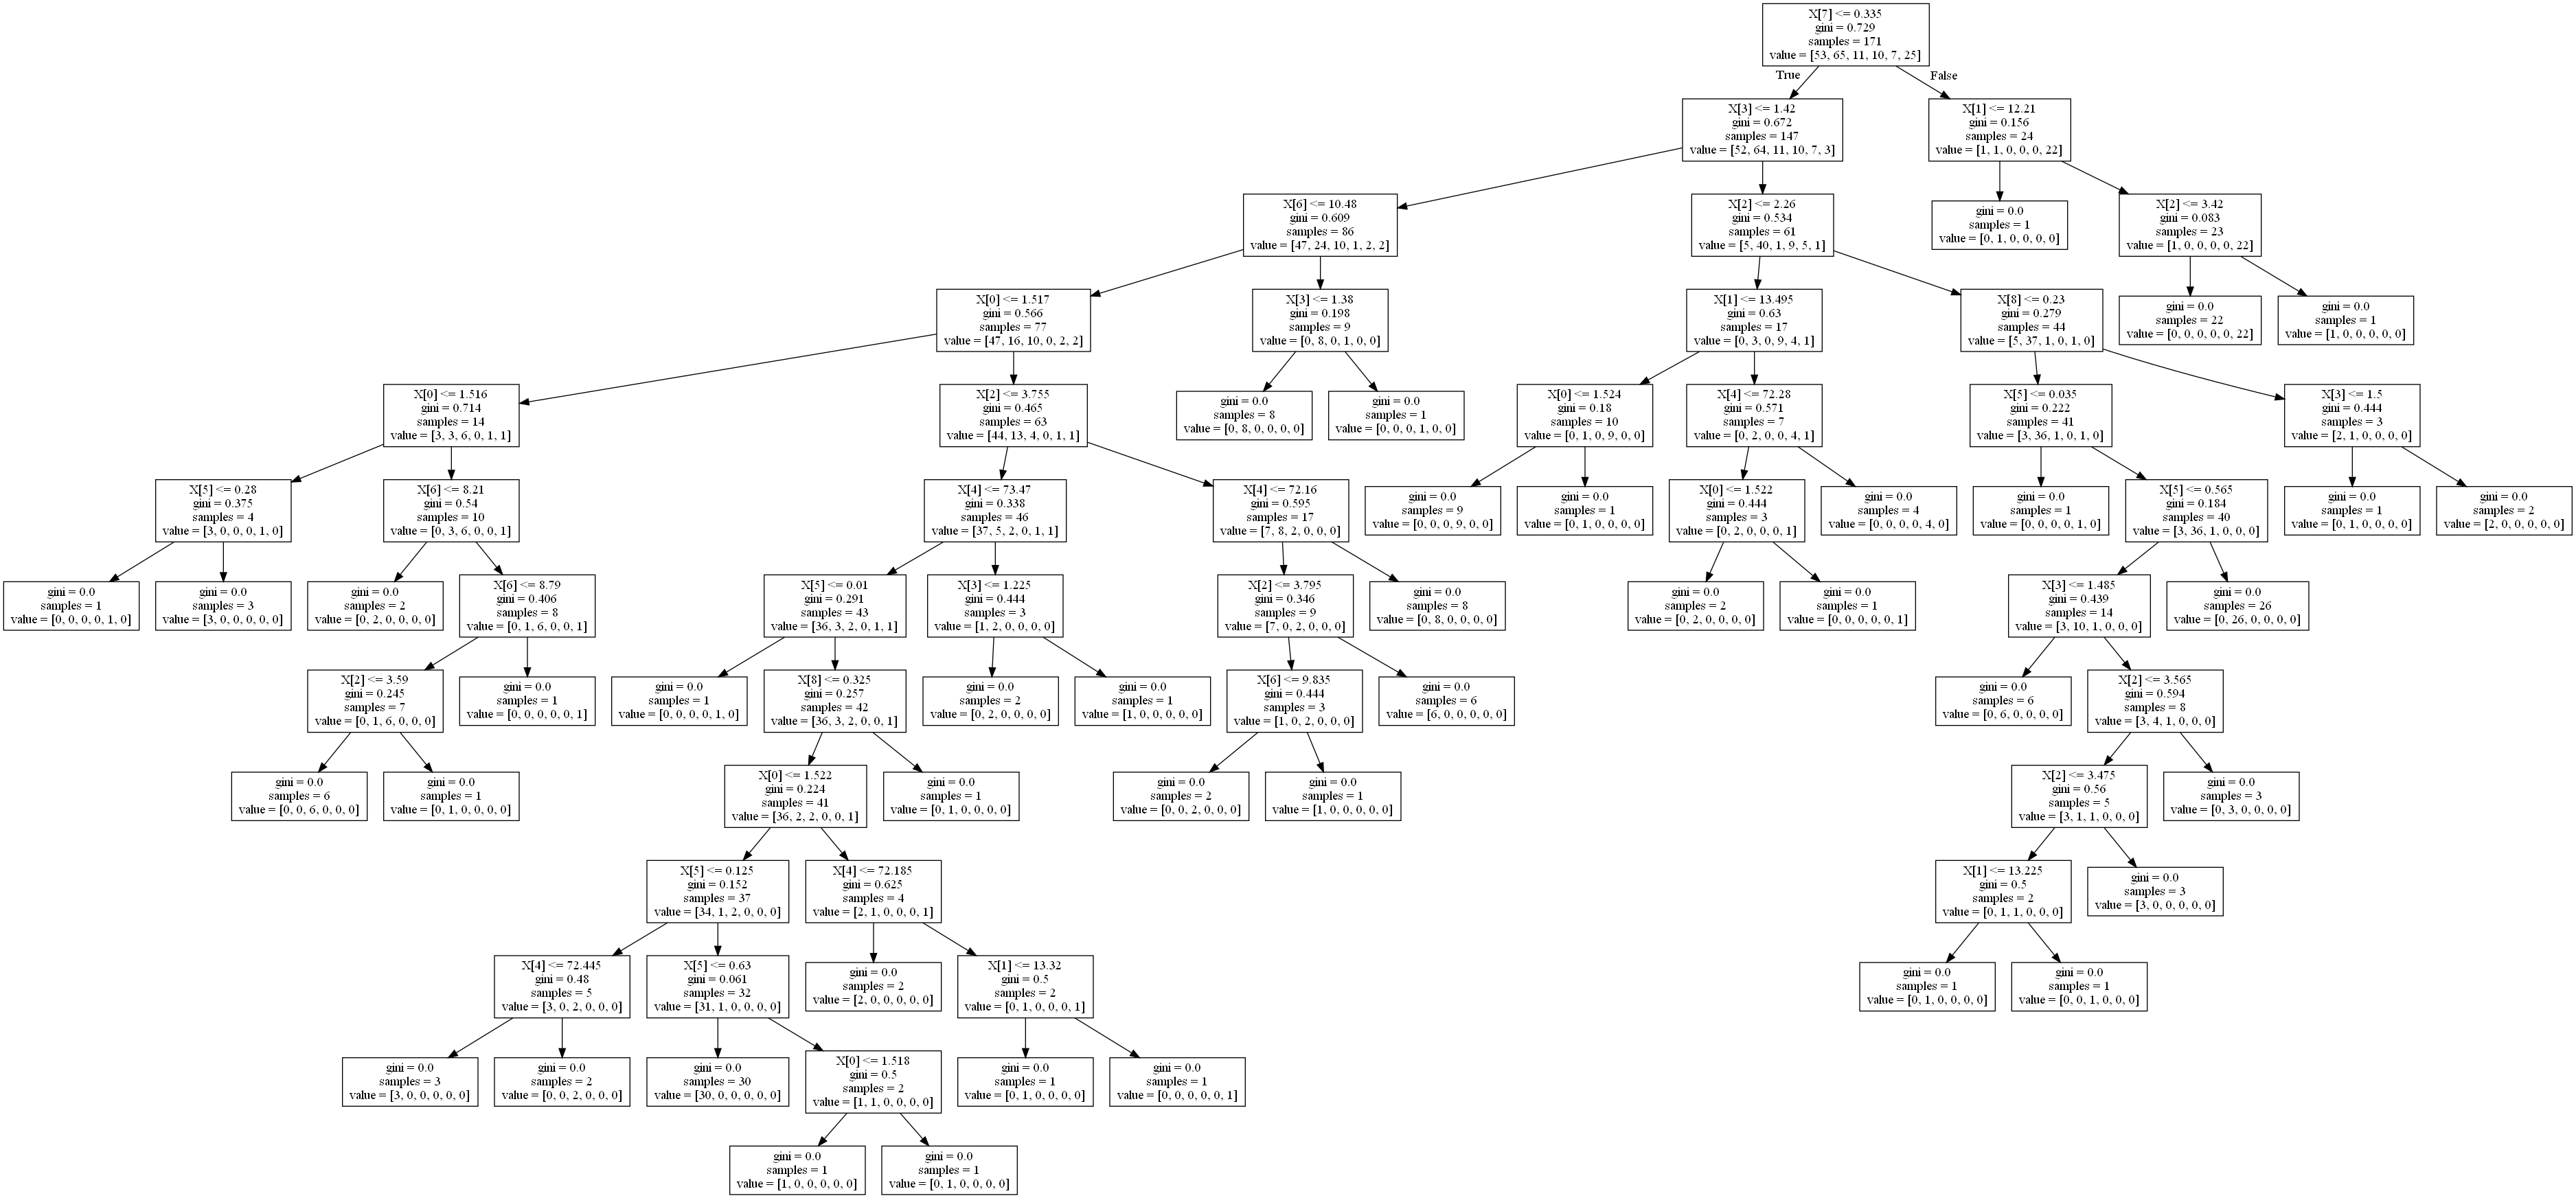 X[7] <= 0.335
gini = 0.729
samples = 171
value = [53, 65, 11, 10, 7, 25]
True
False
X[3] <= 1.42
gini = 0.672
samples = 147
value = [52, 64, 11, 10, 7, 3]
X[1] <= 12.21
gini = 0.156
samples = 24
value = [1, 1, 0, 0, 0, 22]
X[6] <= 10.48
gini = 0.609
samples = 86
value = [47, 24, 10, 1, 2, 2]
X[2] <= 2.26
gini = 0.534
samples = 61
value = [5, 40, 1, 9, 5, 1]
gini = 0.0
samples = 1
value = [0, 1, 0, 0, 0, 0]
X[2] <= 3.42
gini = 0.083
samples = 23
value = [1, 0, 0, 0, 0, 22]
X[0] <= 1.517
gini = 0.566
samples = 77
value = [47, 16, 10, 0, 2, 2]
X[3] <= 1.38
gini = 0.198
samples = 9
value = [0, 8, 0, 1, 0, 0]
X[1] <= 13.495
gini = 0.63
samples = 17
value = [0, 3, 0, 9, 4, 1]
X[8] <= 0.23
gini = 0.279
samples = 44
value = [5, 37, 1, 0, 1, 0]
gini = 0.0
samples = 22
value = [0, 0, 0, 0, 0, 22]
gini = 0.0
samples = 1
value = [1, 0, 0, 0, 0, 0]
X[0] <= 1.516
gini = 0.714
samples = 14
value = [3, 3, 6, 0, 1, 1]
X[2] <= 3.755
gini = 0.465
samples = 63
value = [44, 13, 4, 0, 1, 1]
gini = 0.0
samples = 8
value = [0, 8, 0, 0, 0, 0]
gini = 0.0
samples = 1
value = [0, 0, 0, 1, 0, 0]
X[0] <= 1.524
gini = 0.18
samples = 10
value = [0, 1, 0, 9, 0, 0]
X[4] <= 72.28
gini = 0.571
samples = 7
value = [0, 2, 0, 0, 4, 1]
X[5] <= 0.035
gini = 0.222
samples = 41
value = [3, 36, 1, 0, 1, 0]
X[3] <= 1.5
gini = 0.444
samples = 3
value = [2, 1, 0, 0, 0, 0]
X[5] <= 0.28
gini = 0.375
samples = 4
value = [3, 0, 0, 0, 1, 0]
X[6] <= 8.21
gini = 0.54
samples = 10
value = [0, 3, 6, 0, 0, 1]
X[4] <= 73.47
gini = 0.338
samples = 46
value = [37, 5, 2, 0, 1, 1]
X[4] <= 72.16
gini = 0.595
samples = 17
value = [7, 8, 2, 0, 0, 0]
gini = 0.0
samples = 9
value = [0, 0, 0, 9, 0, 0]
gini = 0.0
samples = 1
value = [0, 1, 0, 0, 0, 0]
X[0] <= 1.522
gini = 0.444
samples = 3
value = [0, 2, 0, 0, 0, 1]
gini = 0.0
samples = 4
value = [0, 0, 0, 0, 4, 0]
gini = 0.0
samples = 1
value = [0, 0, 0, 0, 1, 0]
X[5] <= 0.565
gini = 0.184
samples = 40
value = [3, 36, 1, 0, 0, 0]
gini = 0.0
samples = 1
value = [0, 1, 0, 0, 0, 0]
gini = 0.0
samples = 2
value = [2, 0, 0, 0, 0, 0]
gini = 0.0
samples = 1
value = [0, 0, 0, 0, 1, 0]
gini = 0.0
samples = 3
value = [3, 0, 0, 0, 0, 0]
gini = 0.0
samples = 2
value = [0, 2, 0, 0, 0, 0]
X[6] <= 8.79
gini = 0.406
samples = 8
value = [0, 1, 6, 0, 0, 1]
X[5] <= 0.01
gini = 0.291
samples = 43
value = [36, 3, 2, 0, 1, 1]
X[3] <= 1.225
gini = 0.444
samples = 3
value = [1, 2, 0, 0, 0, 0]
X[2] <= 3.795
gini = 0.346
samples = 9
value = [7, 0, 2, 0, 0, 0]
gini = 0.0
samples = 8
value = [0, 8, 0, 0, 0, 0]
gini = 0.0
samples = 2
value = [0, 2, 0, 0, 0, 0]
gini = 0.0
samples = 1
value = [0, 0, 0, 0, 0, 1]
X[3] <= 1.485
gini = 0.439
samples = 14
value = [3, 10, 1, 0, 0, 0]
gini = 0.0
samples = 26
value = [0, 26, 0, 0, 0, 0]
X[2] <= 3.59
gini = 0.245
samples = 7
value = [0, 1, 6, 0, 0, 0]
gini = 0.0
samples = 1
value = [0, 0, 0, 0, 0, 1]
gini = 0.0
samples = 1
value = [0, 0, 0, 0, 1, 0]
X[8] <= 0.325
gini = 0.257
samples = 42
value = [36, 3, 2, 0, 0, 1]
gini = 0.0
samples = 2
value = [0, 2, 0, 0, 0, 0]
gini = 0.0
samples = 1
value = [1, 0, 0, 0, 0, 0]
X[6] <= 9.835
gini = 0.444
samples = 3
value = [1, 0, 2, 0, 0, 0]
gini = 0.0
samples = 6
value = [6, 0, 0, 0, 0, 0]
gini = 0.0
samples = 6
value = [0, 6, 0, 0, 0, 0]
X[2] <= 3.565
gini = 0.594
samples = 8
value = [3, 4, 1, 0, 0, 0]
gini = 0.0
samples = 6
value = [0, 0, 6, 0, 0, 0]
gini = 0.0
samples = 1
value = [0, 1, 0, 0, 0, 0]
X[0] <= 1.522
gini = 0.224
samples = 41
value = [36, 2, 2, 0, 0, 1]
gini = 0.0
samples = 1
value = [0, 1, 0, 0, 0, 0]
gini = 0.0
samples = 2
value = [0, 0, 2, 0, 0, 0]
gini = 0.0
samples = 1
value = [1, 0, 0, 0, 0, 0]
X[2] <= 3.475
gini = 0.56
samples = 5
value = [3, 1, 1, 0, 0, 0]
gini = 0.0
samples = 3
value = [0, 3, 0, 0, 0, 0]
X[5] <= 0.125
gini = 0.152
samples = 37
value = [34, 1, 2, 0, 0, 0]
X[4] <= 72.185
gini = 0.625
samples = 4
value = [2, 1, 0, 0, 0, 1]
X[1] <= 13.225
gini = 0.5
samples = 2
value = [0, 1, 1, 0, 0, 0]
gini = 0.0
samples = 3
value = [3, 0, 0, 0, 0, 0]
X[4] <= 72.445
gini = 0.48
samples = 5
value = [3, 0, 2, 0, 0, 0]
X[5] <= 0.63
gini = 0.061
samples = 32
value = [31, 1, 0, 0, 0, 0]
gini = 0.0
samples = 2
value = [2, 0, 0, 0, 0, 0]
X[1] <= 13.32
gini = 0.5
samples = 2
value = [0, 1, 0, 0, 0, 1]
gini = 0.0
samples = 1
value = [0, 1, 0, 0, 0, 0]
gini = 0.0
samples = 1
value = [0, 0, 1, 0, 0, 0]
gini = 0.0
samples = 3
value = [3, 0, 0, 0, 0, 0]
gini = 0.0
samples = 2
value = [0, 0, 2, 0, 0, 0]
gini = 0.0
samples = 30
value = [30, 0, 0, 0, 0, 0]
X[0] <= 1.518
gini = 0.5
samples = 2
value = [1, 1, 0, 0, 0, 0]
gini = 0.0
samples = 1
value = [0, 1, 0, 0, 0, 0]
gini = 0.0
samples = 1
value = [0, 0, 0, 0, 0, 1]
gini = 0.0
samples = 1
value = [1, 0, 0, 0, 0, 0]
gini = 0.0
samples = 1
value = [0, 1, 0, 0, 0, 0]